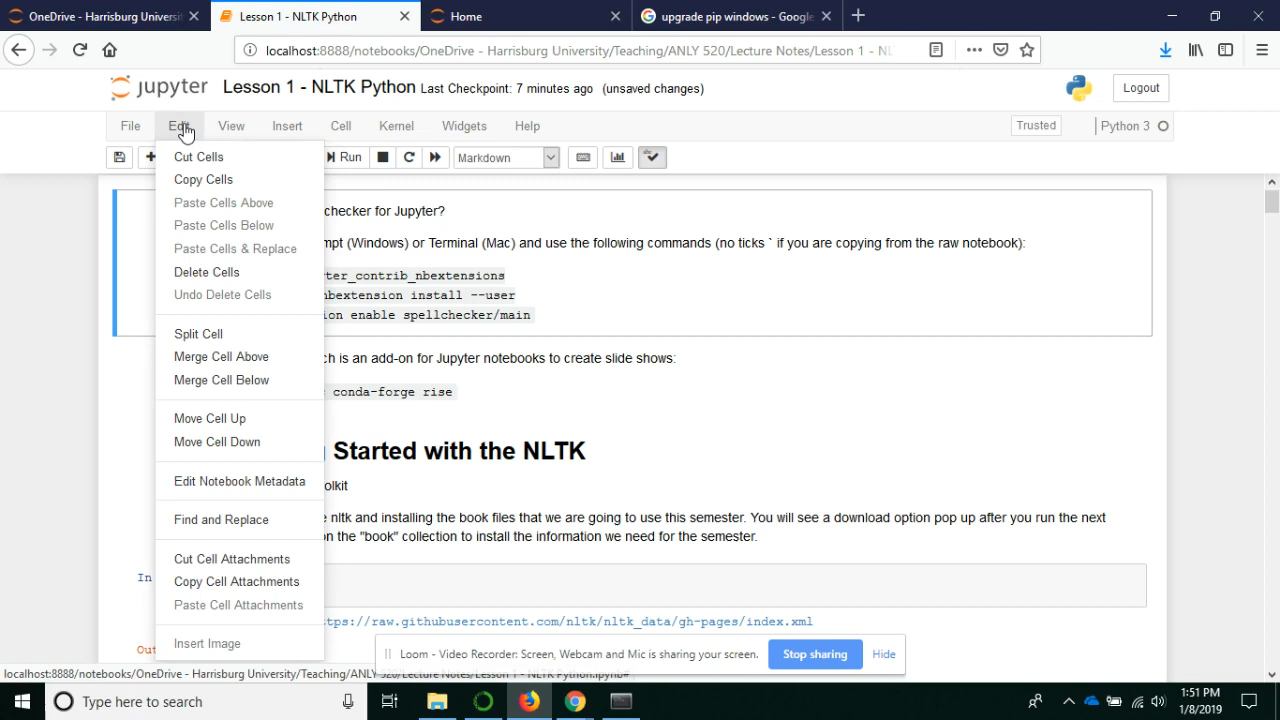 OneDrive - Harrisburg Universit
Lesson 1 - NLTK Python
Home
upgrade pip windows - Google
localhost:8888/notebooks/OneDrive - Harrisburg University/Teaching/ANLY 520/Lecture Notes/Lesson 1 - NL
jupyter Lesson 1 - NLTK Python Last Checkpoint: 7 minutes ago (unsaved changes)
Logout
File Edit View Insert Cell Kernel Widgets Help
Trusted
Python 3
Run
Markdown
Cut Cells
Copy Cells
Paste Cells Above
Paste Cells Below
Paste Cells & Replace
Delete Cells
Undo Delete Cells
Split Cell
Merge Cell Above
Merge Cell Below
Move Cell Up
Move Cell Down
Edit Notebook Metadata
Find and Replace
Cut Cell Attachments
Copy Cell Attachments
Paste Cell Attachments
Insert Image
checker for Jupyter?
mpt (Windows) or Terminal (Mac) and use the following commands (no ticks ` if you are copying from the raw notebook):
ter_contrib_nbextensions
nbextension install --user
ion enable spellchecker/main
ch is an add-on for Jupyter notebooks to create slide shows:
conda-forge rise
Started with the NLTK
olkit
e nltk and installing the book files that we are going to use this semester. You will see a download option pop up after you run the next
on the "book" collection to install the information we need for the semester.
In
tps://raw.githubusercontent.com/nltk/nltk_data/gh-pages/index.xml
Out
Loom - Video Recorder: Screen, Webcam and Mic is sharing your screen.
Stop sharing
Hide
localhost:8888/notebooks/OneDrive - Harrisburg University/Teaching/ANLY 520/Lecture Notes/Lesson 1 - NLTK Python.ipynb#
Type here to search
1:51 PM
1/8/2019